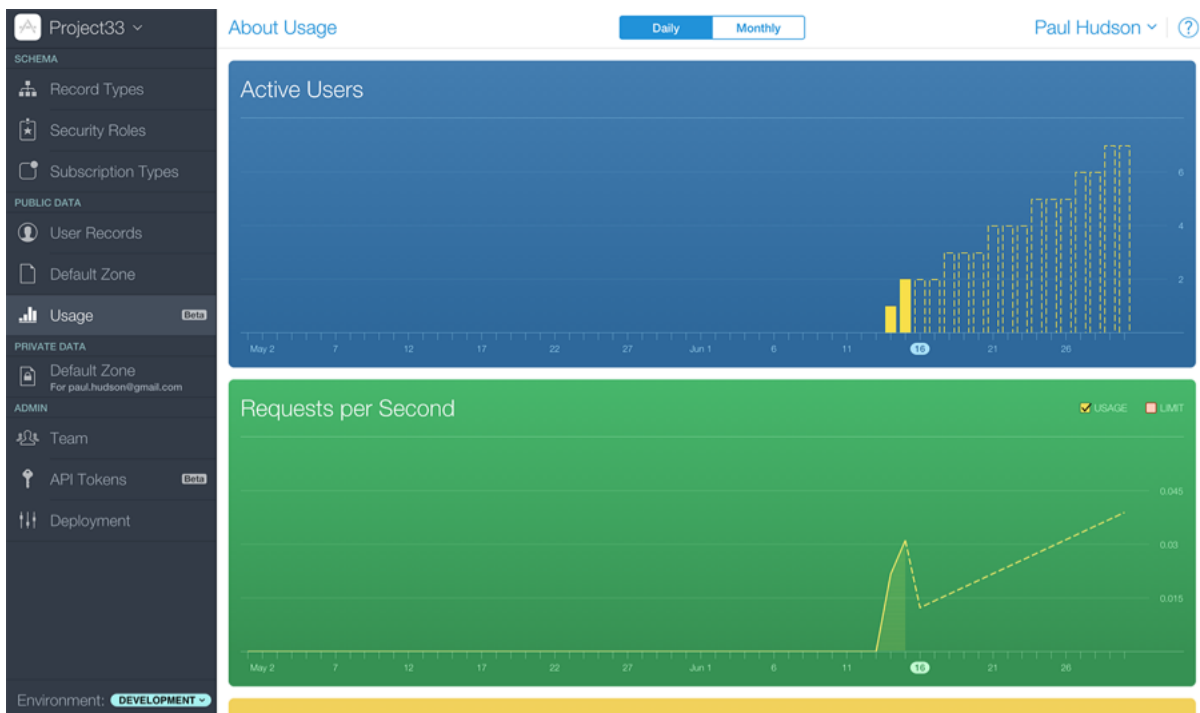 Project33
SCHEMA
Record Types
Security Roles
Subscription Types
PUBLIC DATA
User Records
Default Zone
Usage Beta
PRIVATE DATA
Default Zone
For paul.hudson@gmail.com
ADMIN
Team
API Tokens Beta
Deployment
Environment: DEVELOPMENT
About Usage Daily Monthly Paul Hudson ?
Active Users
6
4
2
May 2 7 12 17 22 27 Jun 1 6 11 16 21 26
Requests per Second USAGE LIMIT
0.045
0.03
0.015
May 2 7 12 17 22 27 Jun 1 6 11 16 21 26